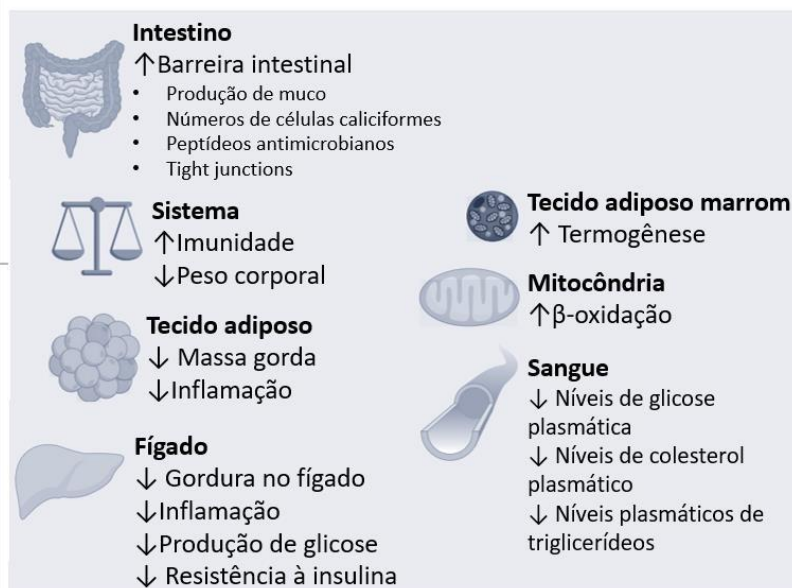 Intestino
↑Barreira intestinal
• Produção de muco
• Números de células caliciformes
• Peptídeos antimicrobianos
• Tight junctions
Sistema
↑Imunidade
↓Peso corporal
Tecido adiposo
↓ Massa gorda
↓Inflamação
Fígado
↓ Gordura no fígado
↓Inflamação
↓Produção de glicose
↓ Resistência à insulina
Tecido adiposo marrom
↑ Termogênese
Mitocôndria
↑β-oxidação
Sangue
↓ Níveis de glicose
plasmática
↓ Níveis de colesterol
plasmático
↓ Níveis plasmáticos de
triglicerídeos